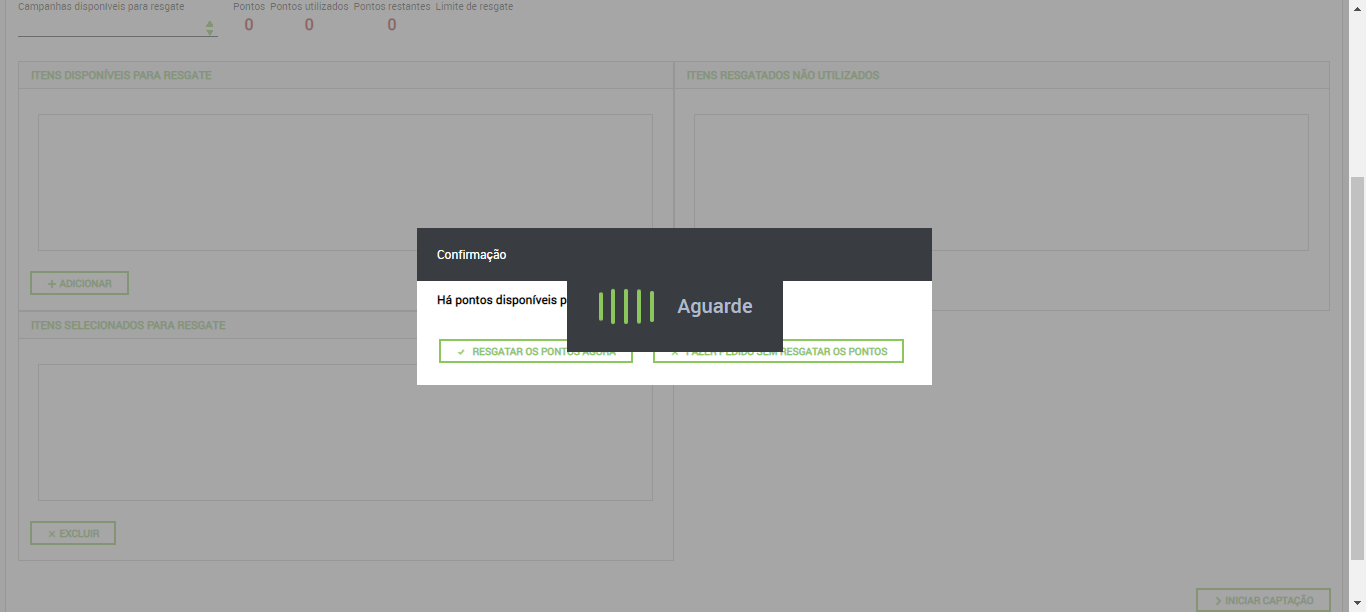 Campanhas disponíveis para resgate
Pontos Pontos utilizados Pontos restantes Limite de resgate
0 0 0
ITENS DISPONÍVEIS PARA RESGATE
ITENS RESGATADOS NÃO UTILIZADOS
Confirmação
ADICIONAR
Há pontos disponíveis p
Aguarde
ITENS SELECIONADOS PARA RESGATE
RESGATAR OS PONTOS AGORA
FAZER PEDIDO SEM RESGATAR OS PONTOS
EXCLUIR
INICIAR CAPTAÇÃO